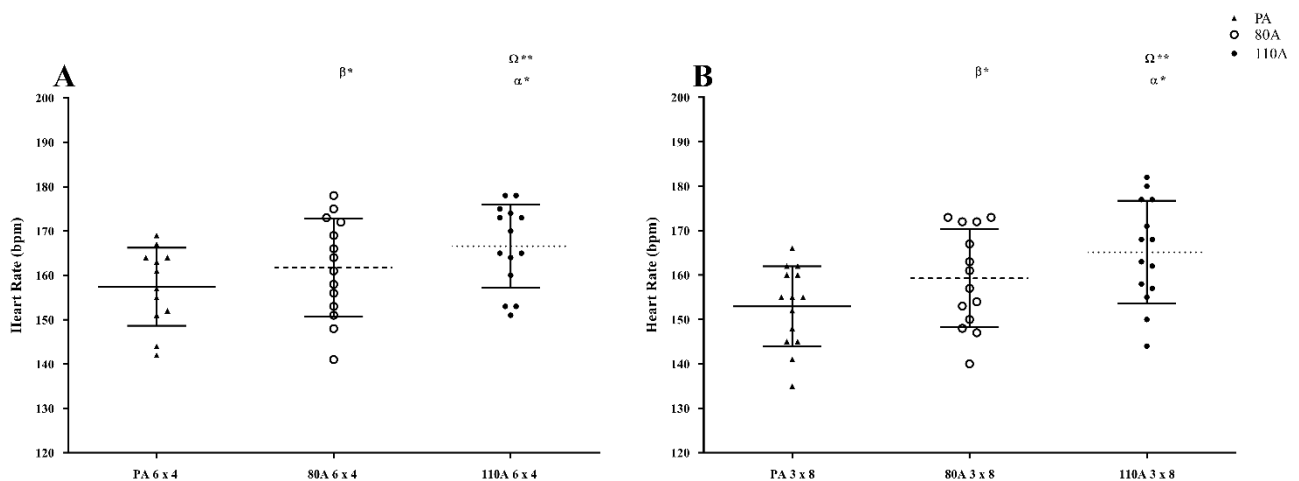 PA
80A
110A
A
β*
Ω**
α*
200
190
180
170
160
150
140
130
120
Heart Rate (bpm)
PA 6 x 4
80A 6 x 4
110A 6 x 4
B
β*
Ω**
α*
200
190
180
170
160
150
140
130
120
Heart Rate (bpm)
PA 3 x 8
80A 3 x 8
110A 3 x 8